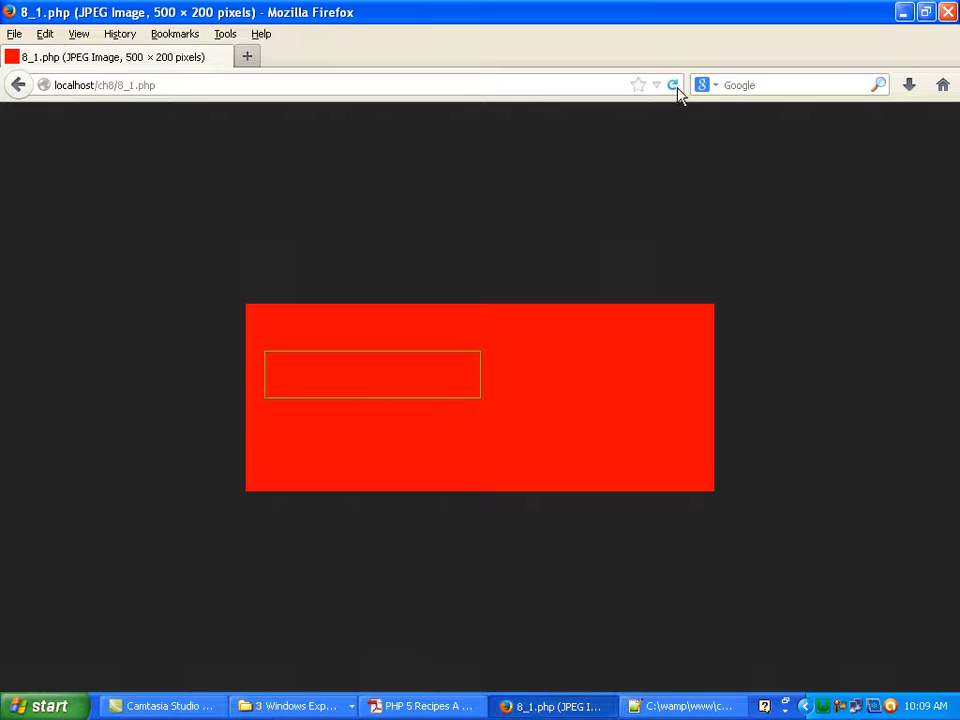 8_1.php (JPEG Image, 500 × 200 pixels) - Mozilla Firefox
File Edit View History Bookmarks Tools Help
8_1.php (JPEG Image, 500 × 200 pixels)
localhost/ch8/8_1.php
Google
start
Camtasia Studio ...
3 Windows Exp...
PHP 5 Recipes A ...
8_1.php (JPEG I...
C:\wamp\www\c...
10:09 AM